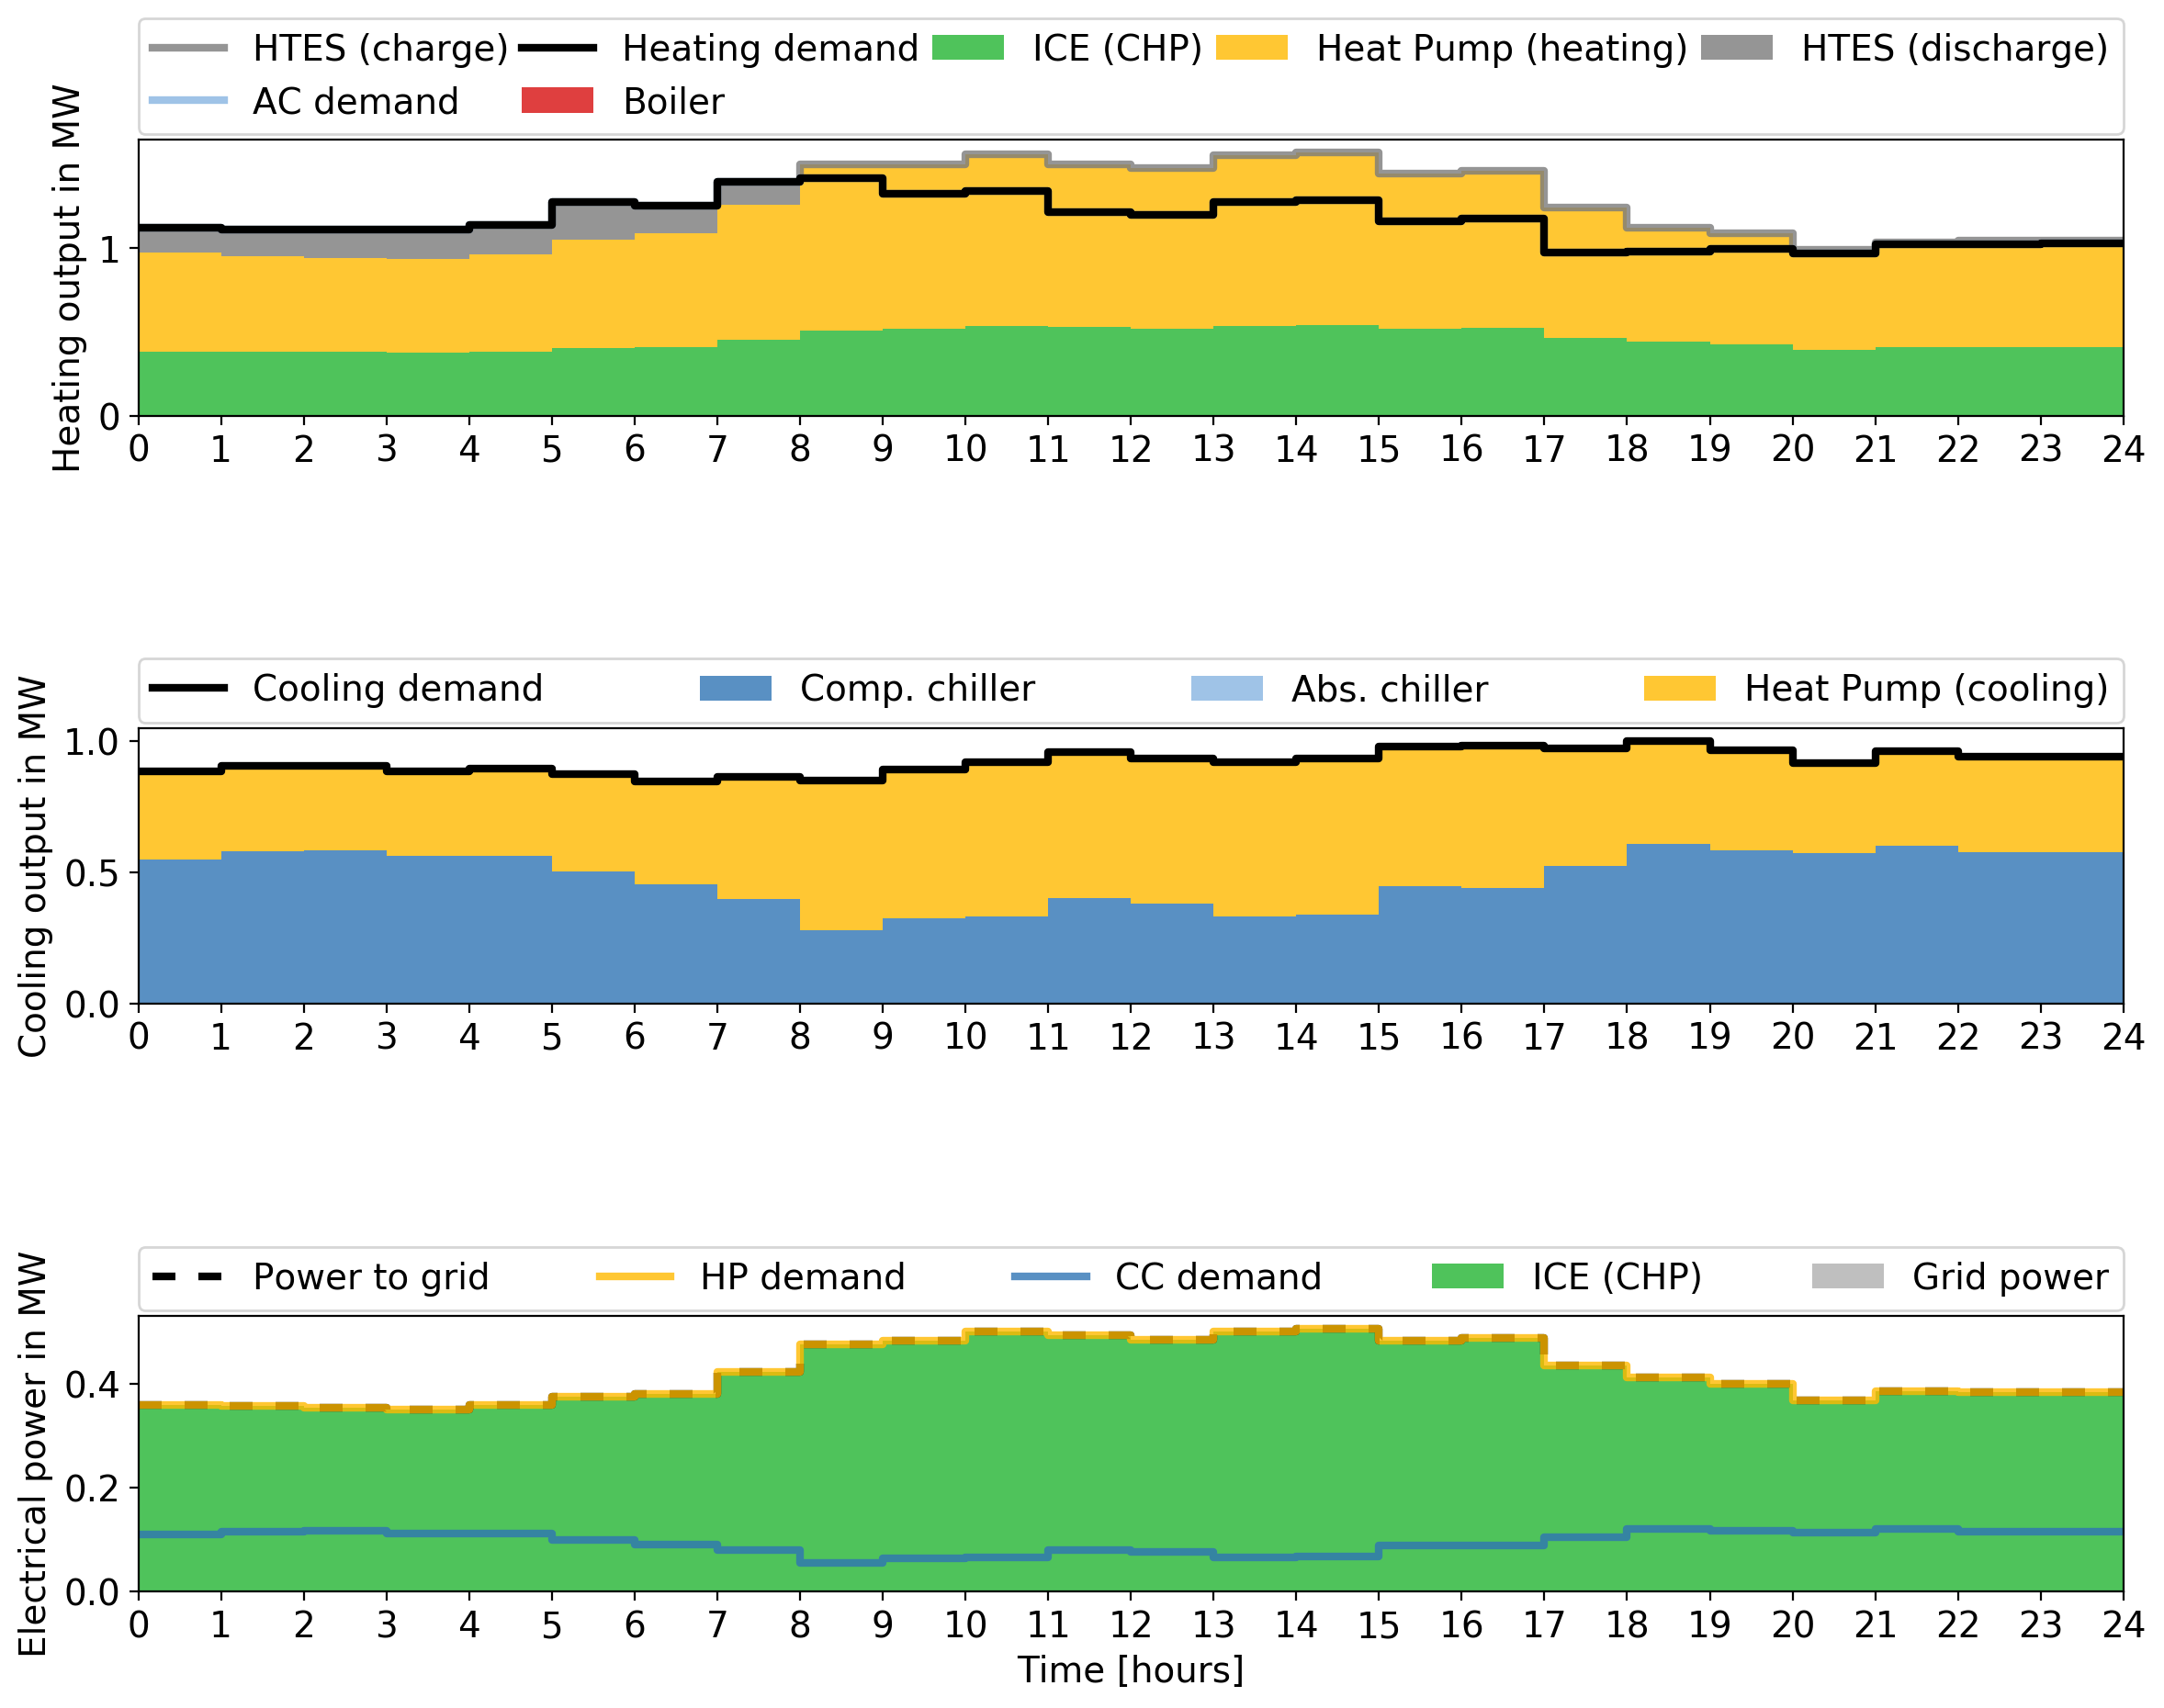 HTES (charge) Heating demand ICE (CHP) Heat Pump (heating) HTES (discharge)
AC demand Boiler
Heating output in MW
1
0
0 1 2 3 4 5 6 7 8 9 10 11 12 13 14 15 16 17 18 19 20 21 22 23 24
Cooling demand Comp. chiller Abs. chiller Heat Pump (cooling)
Cooling output in MW
1.0
0.5
0.0
0 1 2 3 4 5 6 7 8 9 10 11 12 13 14 15 16 17 18 19 20 21 22 23 24
Power to grid HP demand CC demand ICE (CHP) Grid power
Electrical power in MW
0.4
0.2
0.0
0 1 2 3 4 5 6 7 8 9 10 11 12 13 14 15 16 17 18 19 20 21 22 23 24
Time [hours]